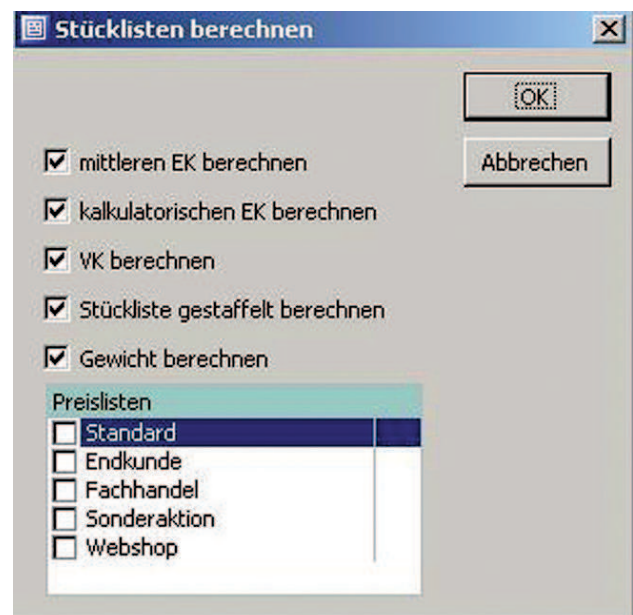 Stücklisten berechnen
OK
mittleren EK berechnen
Abbrechen
kalkulatorischen EK berechnen
VK berechnen
Stückliste gestaffelt berechnen
Gewicht berechnen
Preislisten
Standard
Endkunde
Fachhandel
Sonderaktion
Webshop